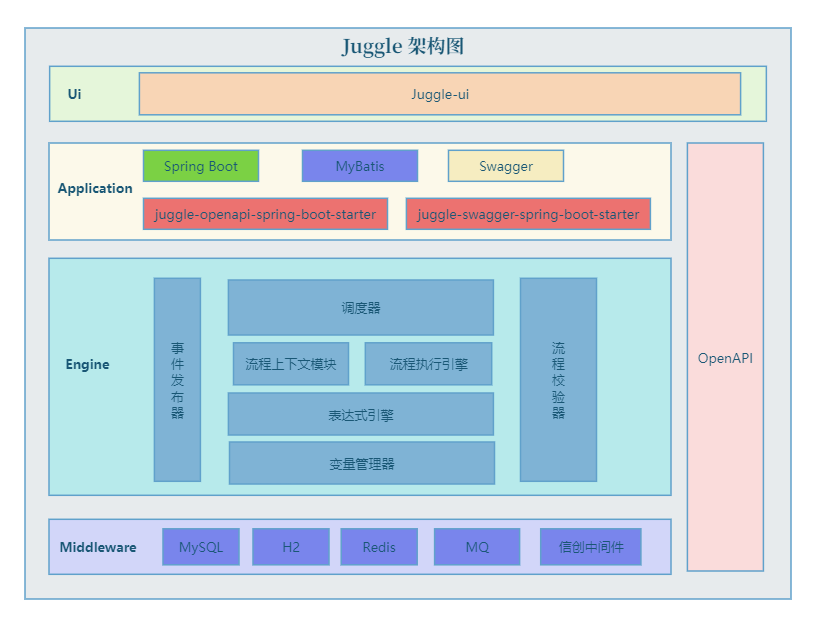 Juggle 架构图
Ui
Juggle-ui
Application
Spring Boot
MyBatis
Swagger
juggle-openapi-spring-boot-starter
juggle-swagger-spring-boot-starter
Engine
事件发布器
调度器
流程上下文模块
流程执行引擎
表达式引擎
变量管理器
流程校验器
OpenAPI
Middleware
MySQL
H2
Redis
MQ
信创中间件